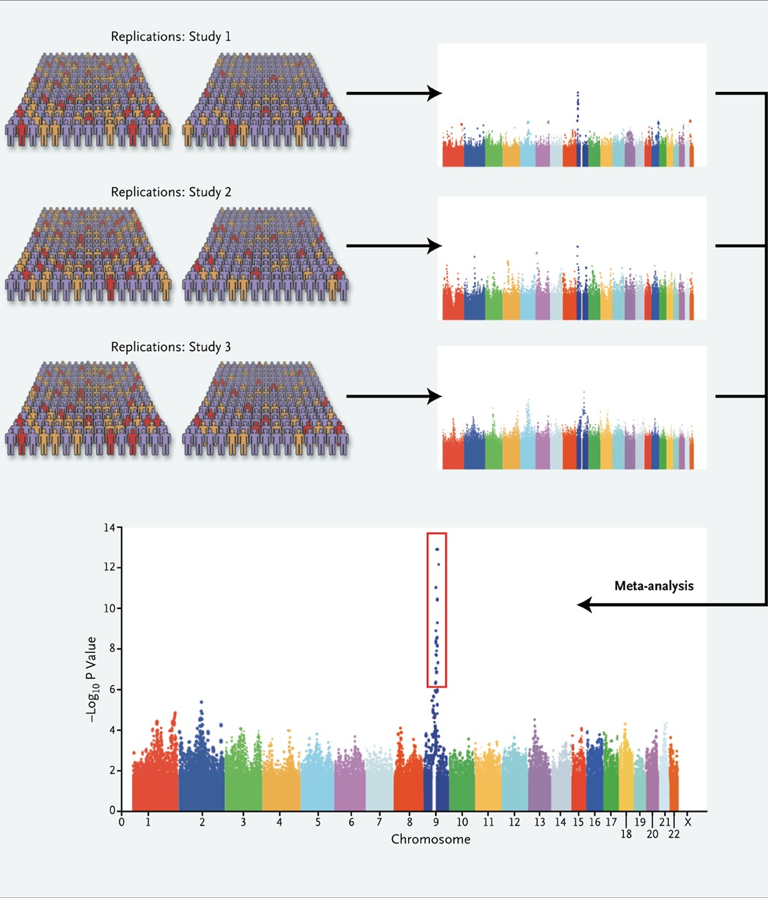 Replications: Study 1
Replications: Study 2
Replications: Study 3
Meta-analysis
−Log10 P Value
14
12
10
8
6
4
2
0
0 1 2 3 4 5 6 7 8 9 10 11 12 13 14 15 16 17 18 19 20 21 22 X
Chromosome